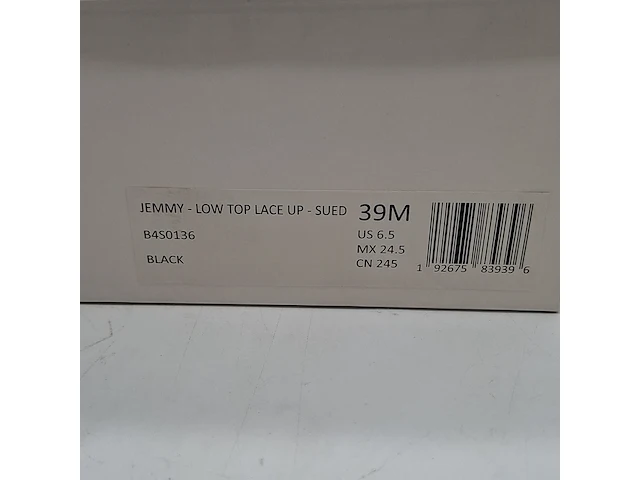 JEMMY - LOW TOP LACE UP - SUED 39M
B4S0136 US 6.5
MX 24.5
BLACK CN 245
1 92675 83939 6